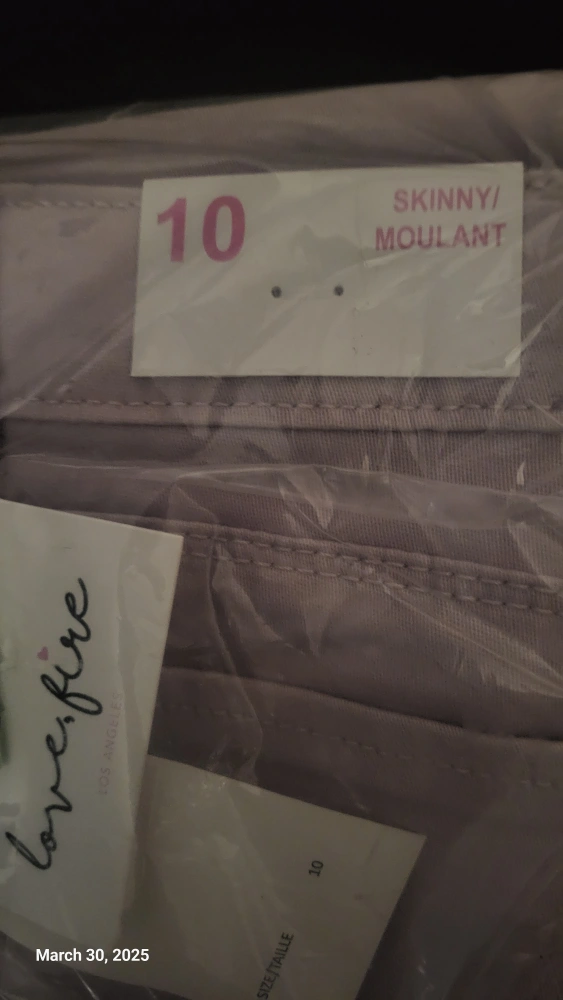 10
SKINNY/
MOULANT
love, fire
LOS ANGELES
10
SIZE/TAILLE
March 30, 2025